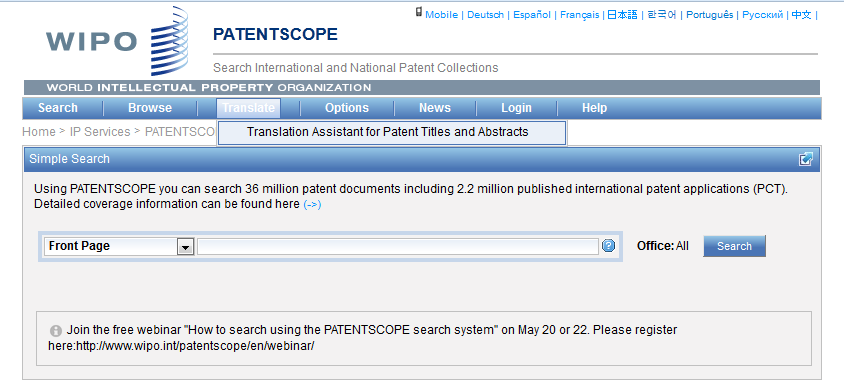 Mobile | Deutsch | Español | Français | 日本語 | 한국어 | Português | Русский | 中文 |
WIPO
PATENTSCOPE
Search International and National Patent Collections
WORLD INTELLECTUAL PROPERTY ORGANIZATION
Search Browse Translate Options News Login Help
Home > IP Services > PATENTSCO
Translation Assistant for Patent Titles and Abstracts
Simple Search
Using PATENTSCOPE you can search 36 million patent documents including 2.2 million published international patent applications (PCT).
Detailed coverage information can be found here (->)
Front Page ? Office: All Search
Join the free webinar "How to search using the PATENTSCOPE search system" on May 20 or 22. Please register
here:http://www.wipo.int/patentscope/en/webinar/